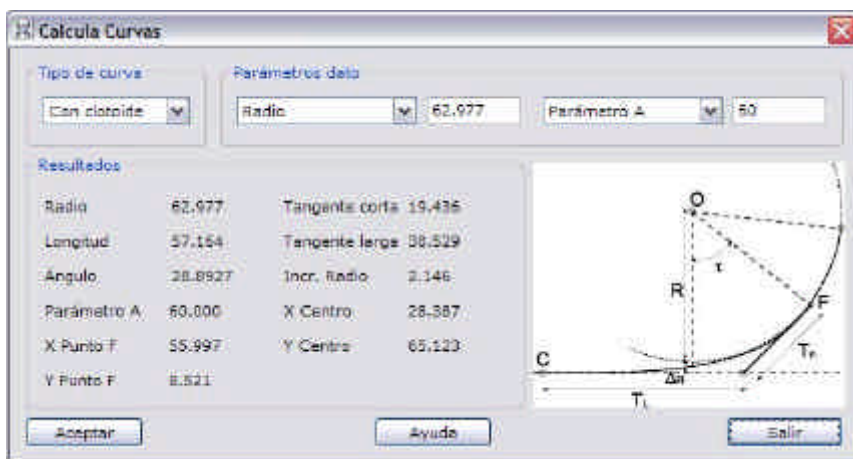 Calcula Curvas
Tipo de curva
Parámetros dato
Con clotoide
Radio
62.977
Parámetro A
60
Resultados
Radio 62.977 Tangente corta 19.436
Longitud 57.164 Tangente larga 38.529
Angulo 28.8927 Incr. Radio 2.146
Parámetro A 60.000 X Centro 28.387
X Punto F 55.997 Y Centro 65.123
Y Punto F 8.521
O
τ
R
F
C
ΔR
TL
Aceptar
Ayuda
Salir